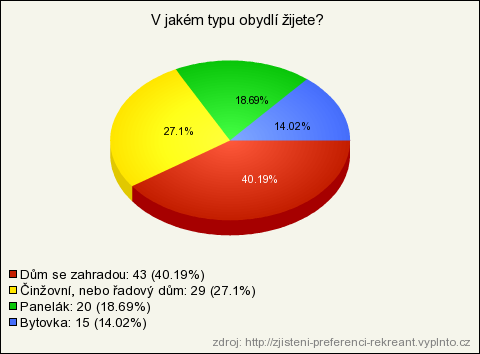 V jakém typu obydlí žijete?
18.69%
27.1%
14.02%
40.19%
Dům se zahradou: 43 (40.19%)
Činžovní, nebo řadový dům: 29 (27.1%)
Panelák: 20 (18.69%)
Bytovka: 15 (14.02%)
zdroj: http://zjisteni-preferenci-rekreant.vyplnto.cz